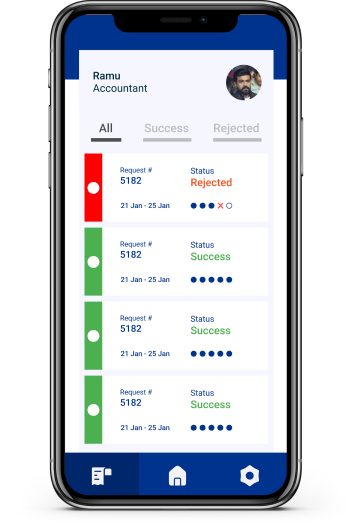 Ramu
Accountant
All Success Rejected
Request # Status
5182 Rejected
21 Jan - 25 Jan
Request # Status
5182 Success
21 Jan - 25 Jan
Request # Status
5182 Success
21 Jan - 25 Jan
Request # Status
5182 Success
21 Jan - 25 Jan